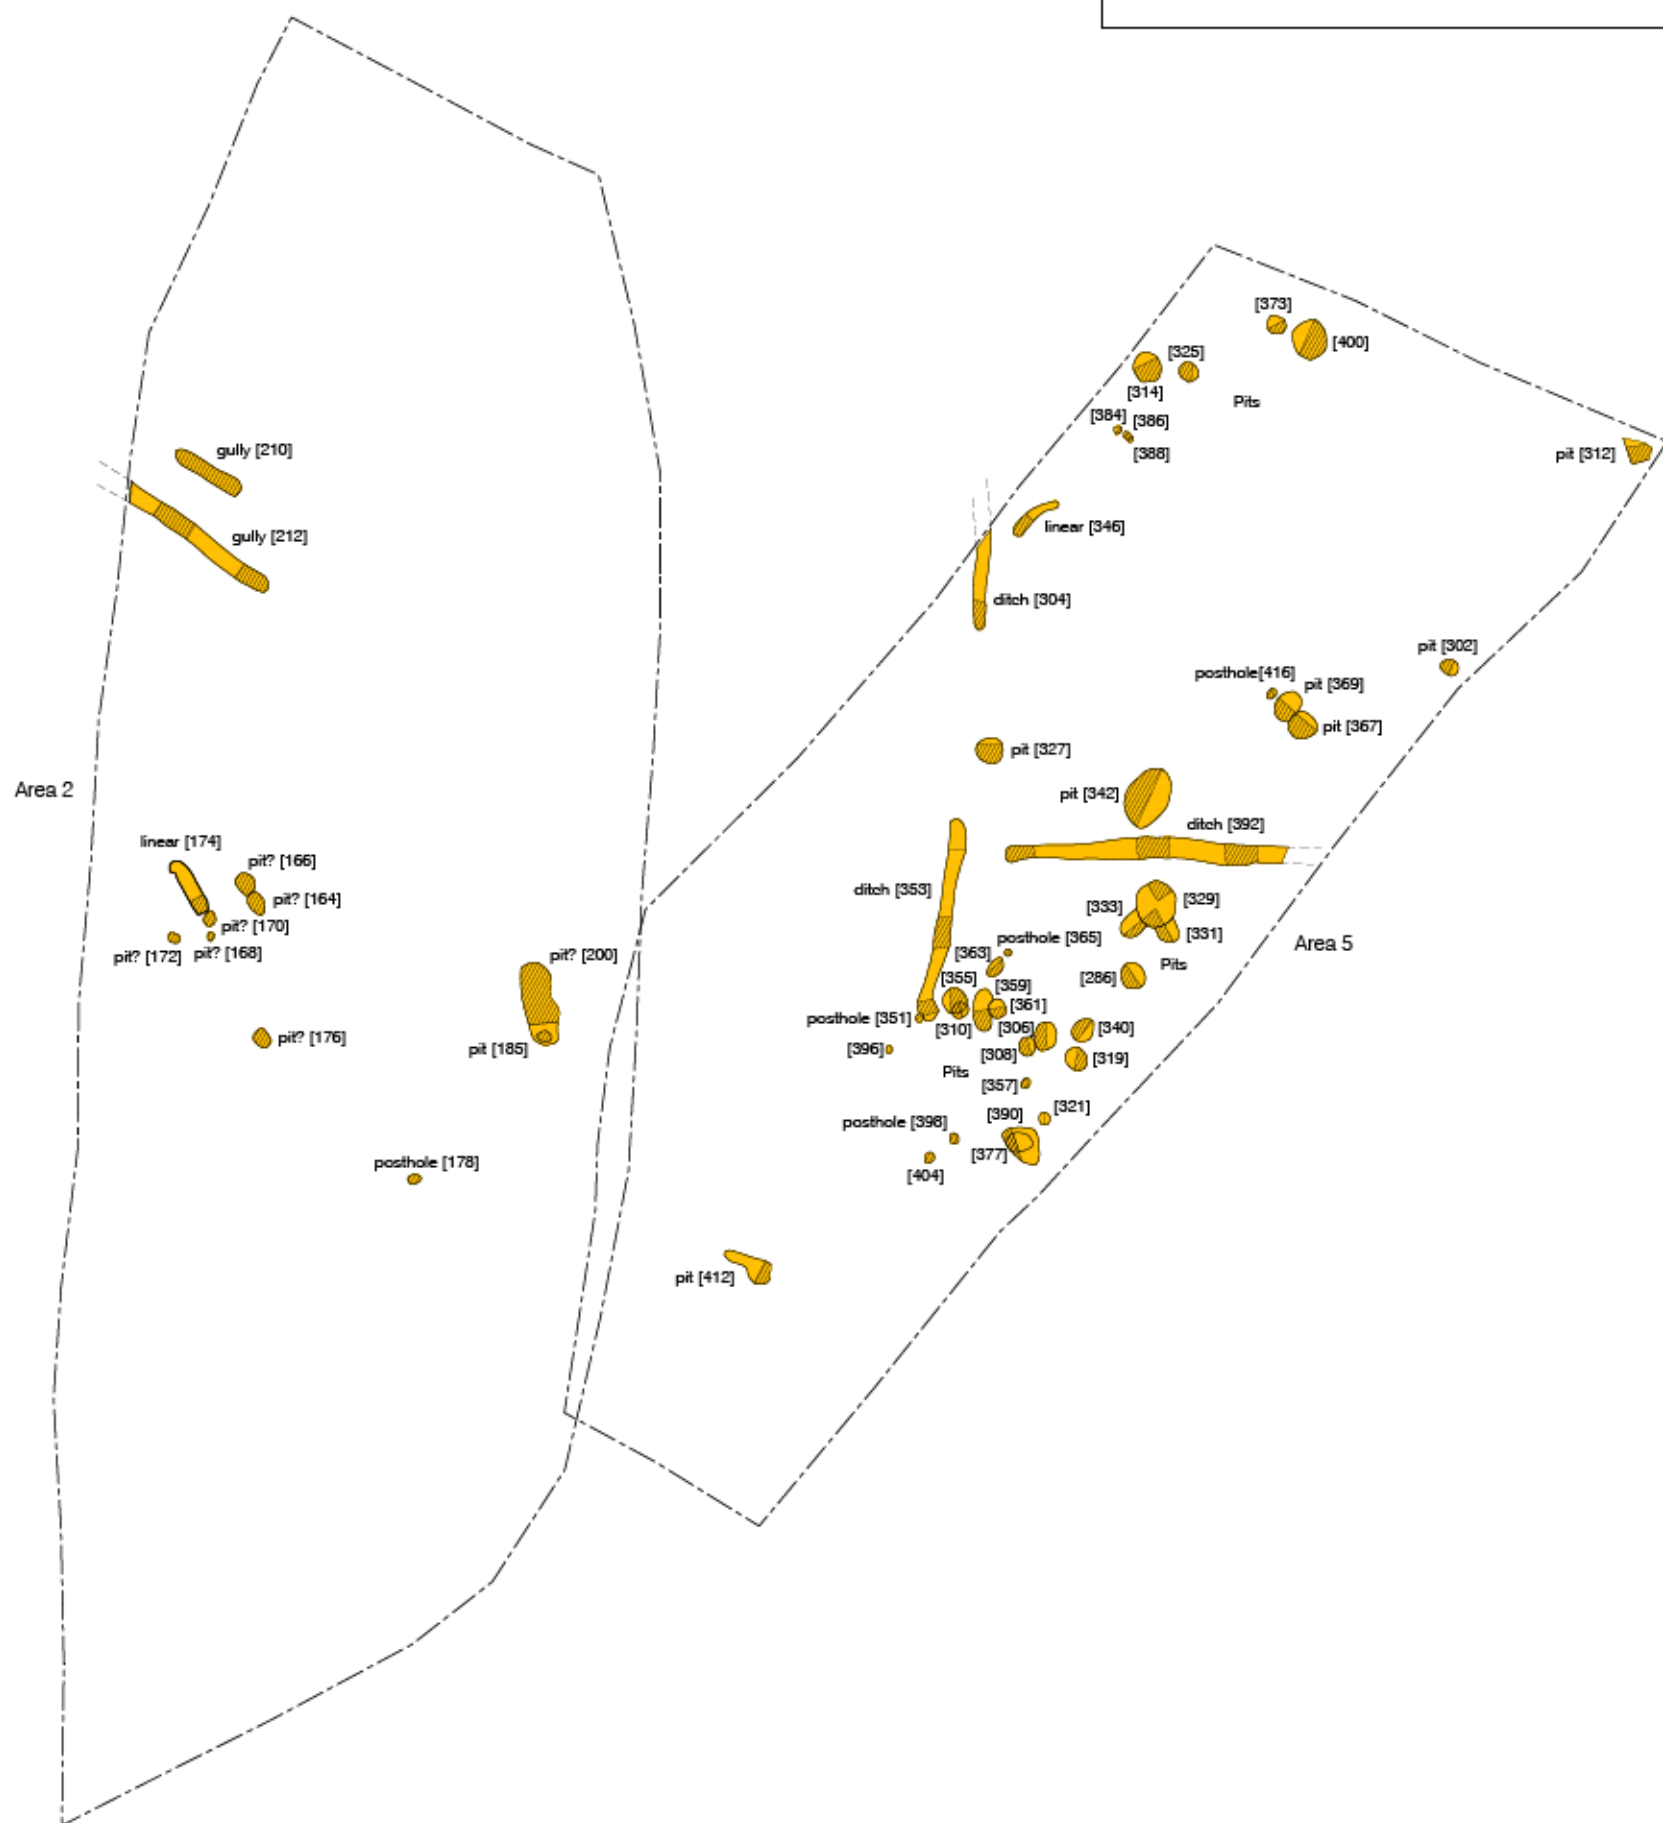 [373]
[400]
[325]
[314]
Pits
[384]
[386]
[388]
pit [312]
gully [210]
gully [212]
linear [346]
ditch [304]
pit [302]
posthole[416]
pit [369]
pit [367]
pit [327]
pit [342]
Area 2
ditch [392]
linear [174]
pit? [166]
pit? [164]
pit? [170]
pit? [172]
pit? [168]
ditch [353]
[329]
[333]
[331]
posthole [365]
Area 5
[363]
pit? [200]
Pits
[286]
[355]
[359]
[361]
posthole [351]
[310]
[306]
[340]
pit? [176]
pit [185]
[396]
[308]
[319]
Pits
[357]
[321]
[390]
posthole [398]
[377]
posthole [178]
[404]
pit [412]